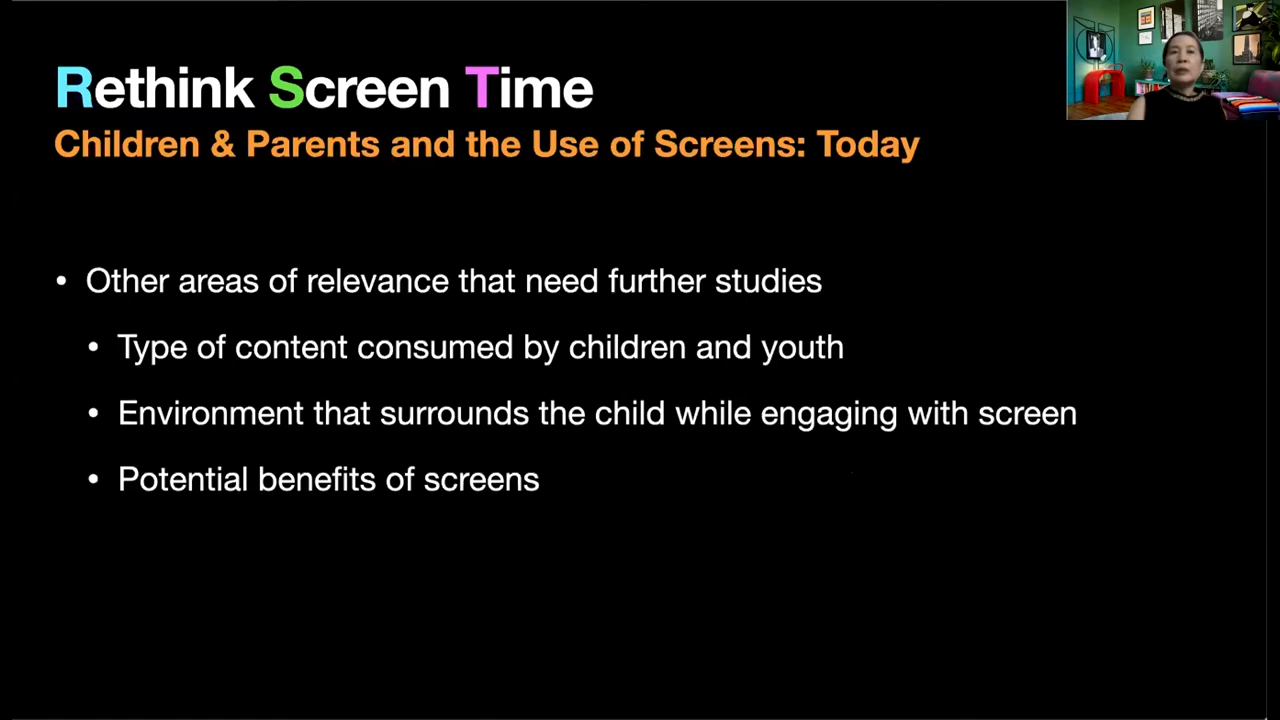 Rethink Screen Time
Children & Parents and the Use of Screens: Today
• Other areas of relevance that need further studies
• Type of content consumed by children and youth
• Environment that surrounds the child while engaging with screen
• Potential benefits of screens